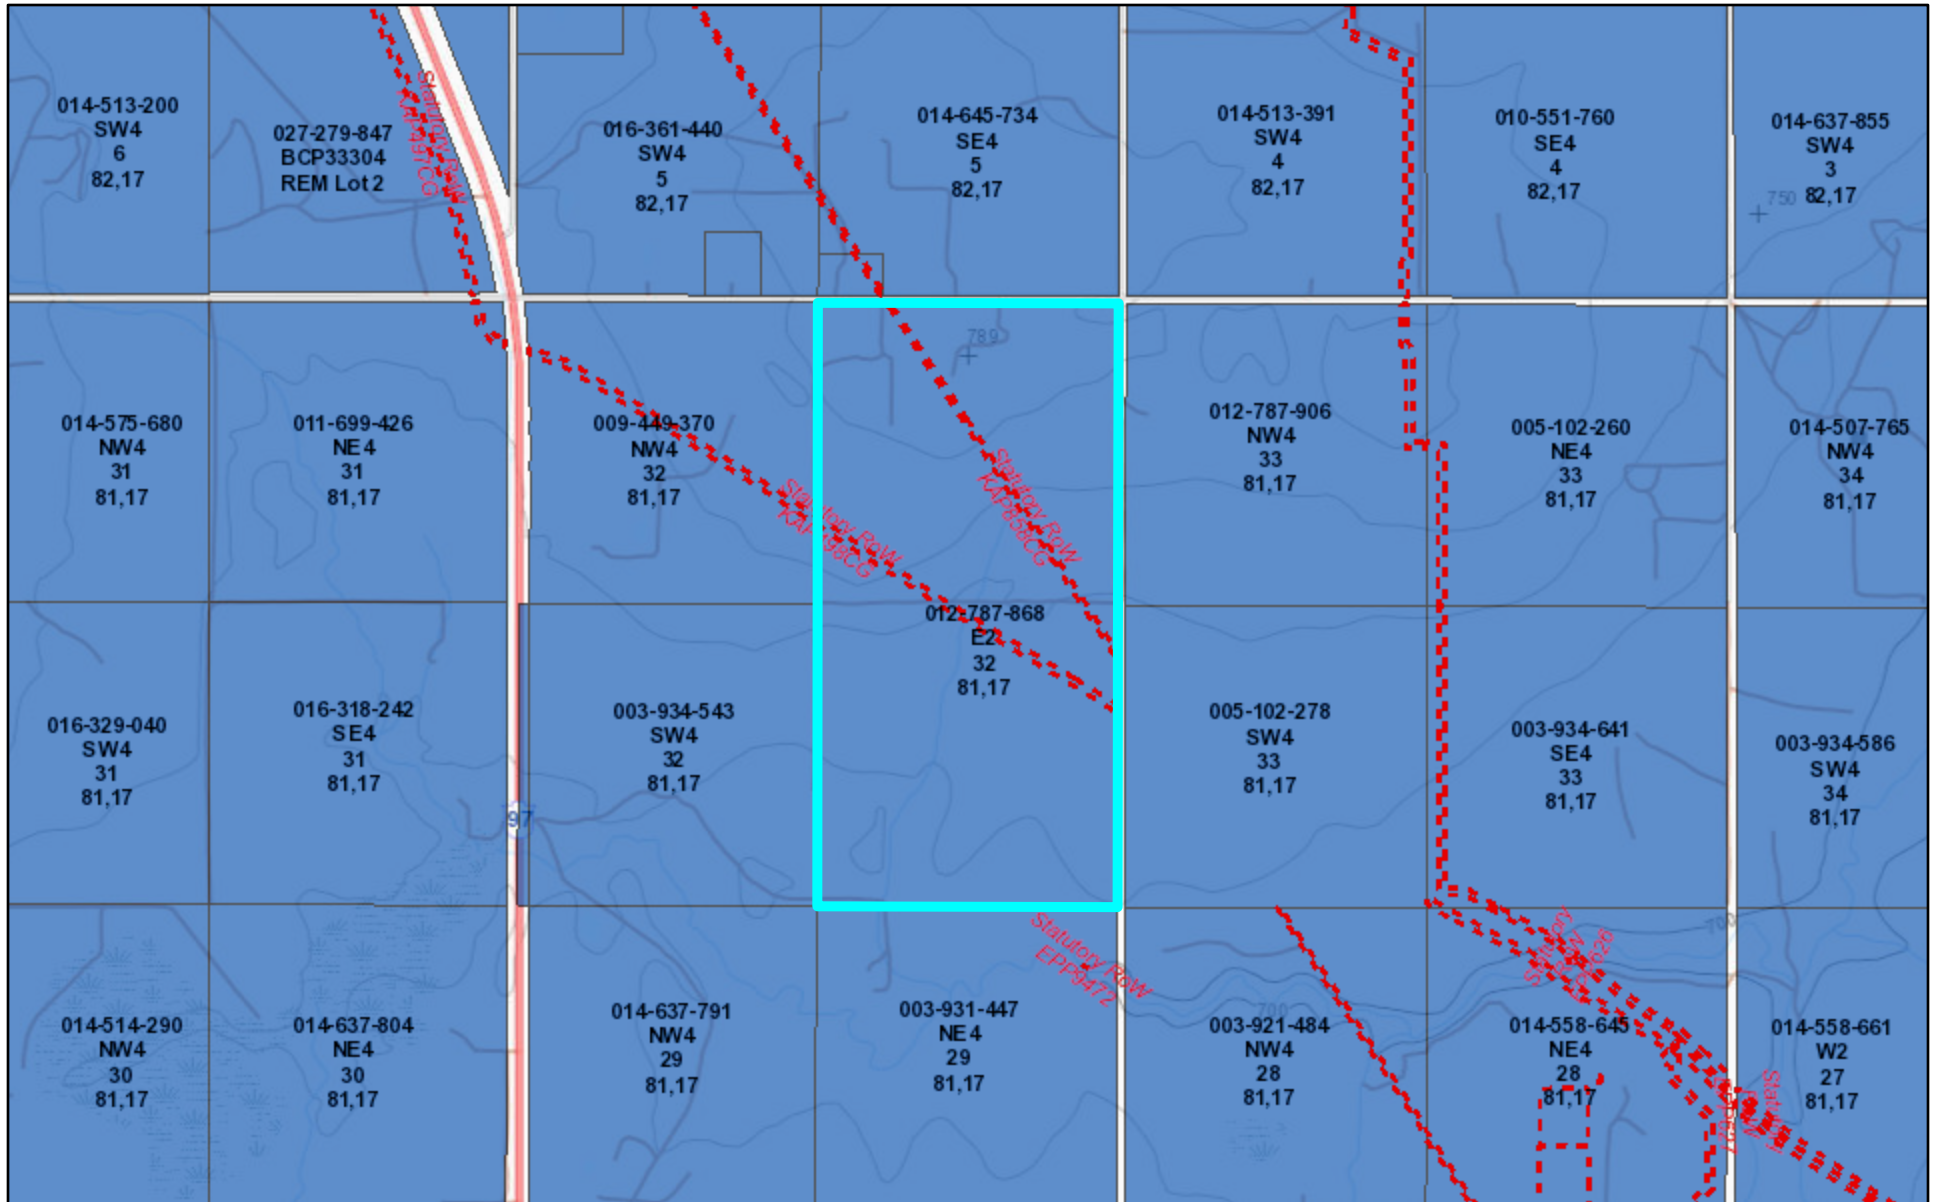 014-513-200
SW4
6
82,17
027-279-847
BCP33304
REM Lot 2
Statutory RoW
016-361-440
SW4
5
82,17
014-645-734
SE4
5
82,17
014-513-391
SW4
4
82,17
010-551-760
SE4
4
82,17
014-637-855
SW4
3
82,17
750
014-575-680
NW4
31
81,17
011-699-426
NE4
31
81,17
009-449-370
NW4
32
81,17
Statutory RoW
789
Statutory RoW
KAP858CG
012-787-906
NW4
33
81,17
005-102-260
NE4
33
81,17
014-507-765
NW4
34
81,17
012-787-868
E2
32
81,17
016-329-040
SW4
31
81,17
016-318-242
SE4
31
81,17
97
003-934-543
SW4
32
81,17
005-102-278
SW4
33
81,17
003-934-641
SE4
33
81,17
003-934-586
SW4
34
81,17
700
Statutory RoW
EPP9472
Statutory
RoW
014-514-290
NW4
30
81,17
014-637-804
NE4
30
81,17
014-637-791
NW4
29
81,17
003-931-447
NE4
29
81,17
700
003-921-484
NW4
28
81,17
014-558-645
NE4
28
81,17
014-558-661
W2
27
81,17
Statutory